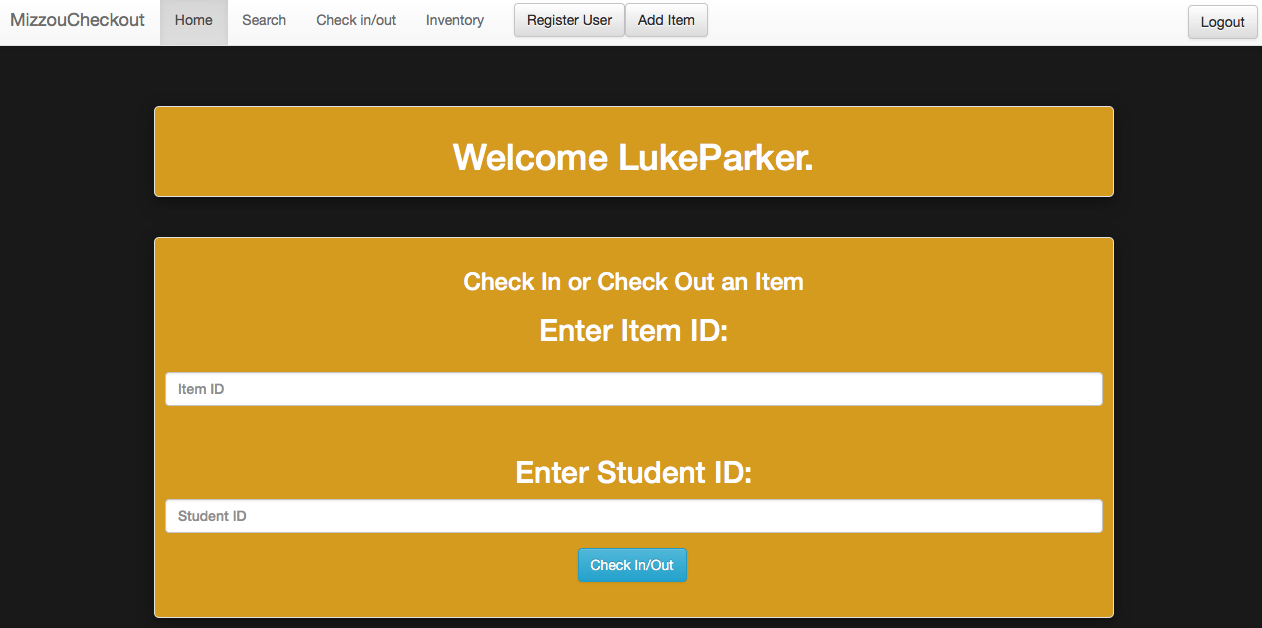 MizzouCheckout Home Search Check in/out Inventory Register User Add Item Logout
Welcome LukeParker.
Check In or Check Out an Item
Enter Item ID:
Item ID
Enter Student ID:
Student ID
Check In/Out